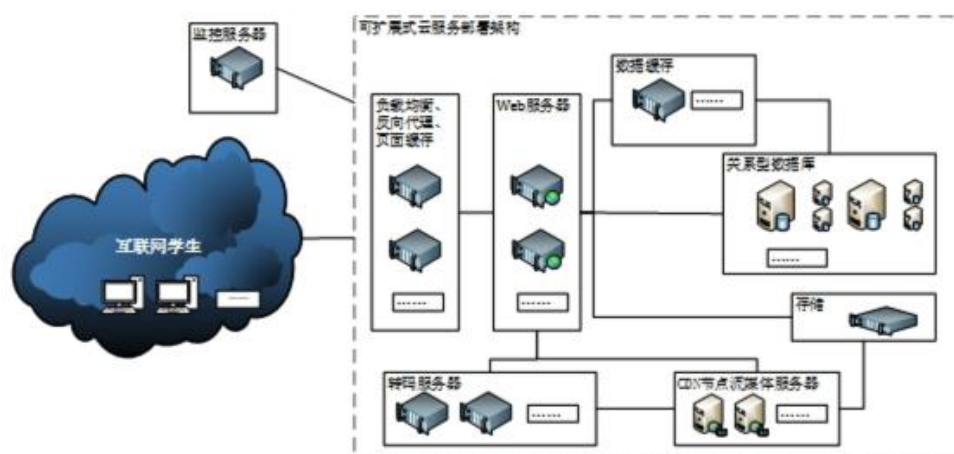 监控服务器
可扩展式云服务部署架构
负载均衡、
反向代理、
页面缓存
……
Web服务器
……
数据缓存
……
关系型数据库
……
互联网学生
……
存储
转码服务器
……
CDN节点流媒体服务器
……